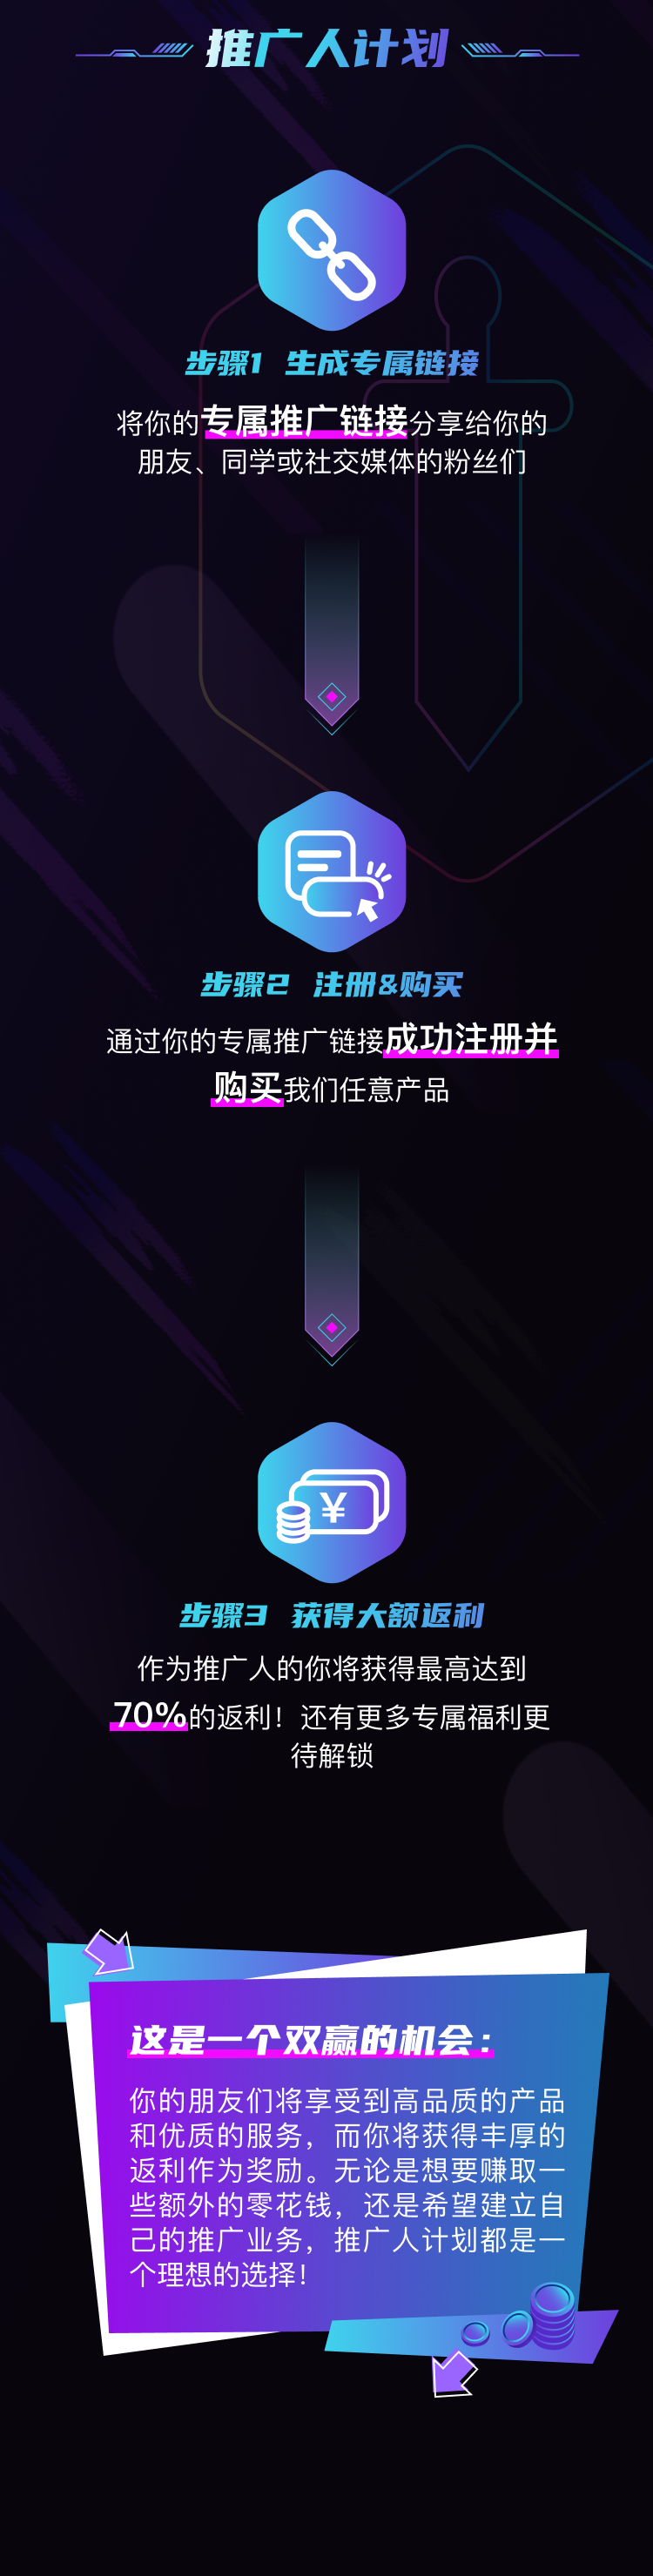 推广人计划
步骤1 生成专属链接
将你的专属推广链接分享给你的
朋友、同学或社交媒体的粉丝们
步骤2 注册&购买
通过你的专属推广链接成功注册并
购买我们任意产品
¥
步骤3 获得大额返利
作为推广人的你将获得最高达到
70%的返利！还有更多专属福利更
待解锁
这是一个双赢的机会：
你的朋友们将享受到高品质的产品
和优质的服务，而你将获得丰厚的
返利作为奖励。无论是想要赚取一
些额外的零花钱，还是希望建立自
己的推广业务，推广人计划都是一
个理想的选择！